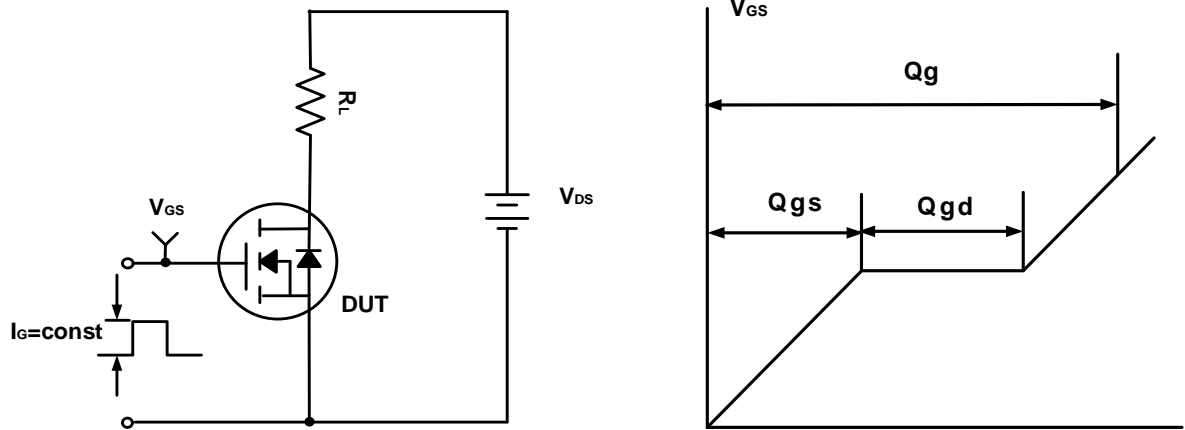 RL
VDS
VGS
DUT
IG=const
VGS
Qg
Qgs
Qgd